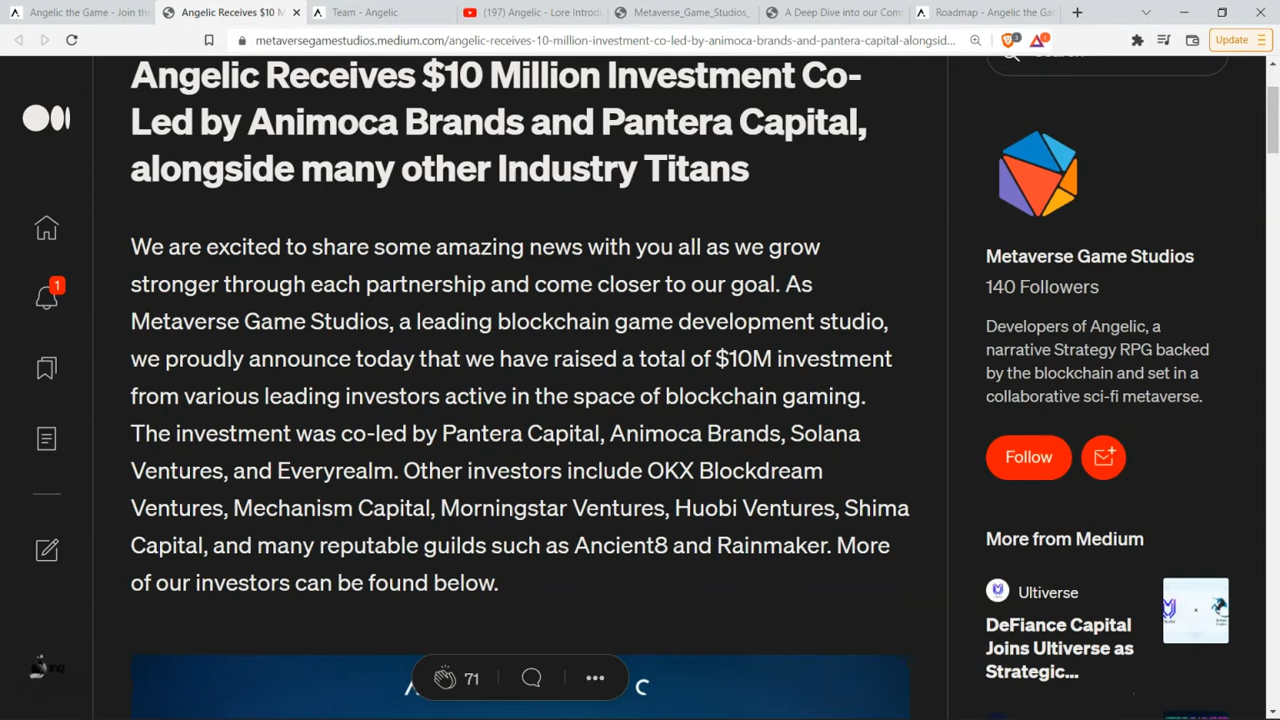 Angelic the Game - Join the
Angelic Receives $10 M
Team - Angelic
(197) Angelic - Lore Introdu
Metaverse_Game_Studios_
A Deep Dive into our Com
Roadmap - Angelic the Ga
metaversegamestudios.medium.com/angelic-receives-10-million-investment-co-led-by-animoca-brands-and-pantera-capital-alongsid...
Update
Angelic Receives $10 Million Investment Co-
Led by Animoca Brands and Pantera Capital,
alongside many other Industry Titans
We are excited to share some amazing news with you all as we grow
stronger through each partnership and come closer to our goal. As
Metaverse Game Studios, a leading blockchain game development studio,
we proudly announce today that we have raised a total of $10M investment
from various leading investors active in the space of blockchain gaming.
The investment was co-led by Pantera Capital, Animoca Brands, Solana
Ventures, and Everyrealm. Other investors include OKX Blockdream
Ventures, Mechanism Capital, Morningstar Ventures, Huobi Ventures, Shima
Capital, and many reputable guilds such as Ancient8 and Rainmaker. More
of our investors can be found below.
71
1
Search
Metaverse Game Studios
140 Followers
Developers of Angelic, a
narrative Strategy RPG backed
by the blockchain and set in a
collaborative sci-fi metaverse.
Follow
More from Medium
Ultiverse
DeFiance Capital
Joins Ultiverse as
Strategic...